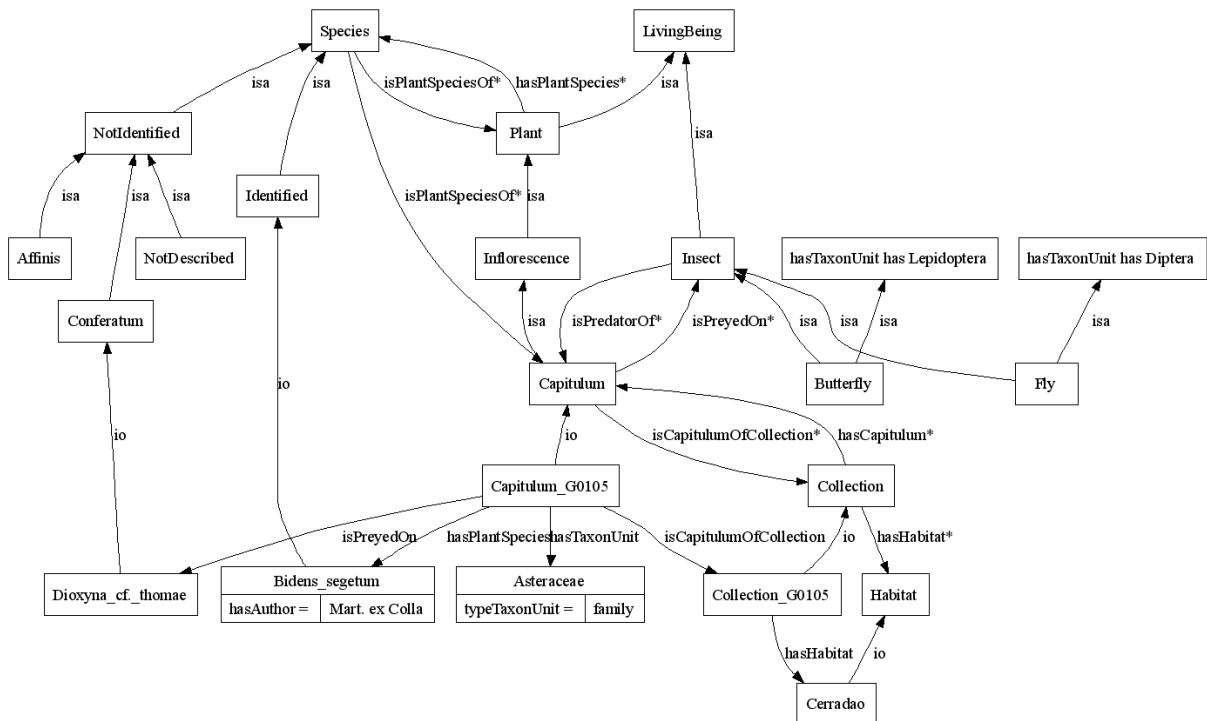 Species
LivingBeing
isa
isa
isPlantSpeciesOf*
hasPlantSpecies*
isa
NotIdentified
Plant
isa
isa
isa
isa
Identified
isPlantSpeciesOf*
isa
Affinis
NotDescribed
Inflorescence
Insect
hasTaxonUnit has Lepidoptera
hasTaxonUnit has Diptera
Conferatum
isa
isPredatorOf*
isPreyedOn*
isa
isa
isa
isa
Capitulum
Butterfly
Fly
io
io
io
isCapitulumOfCollection*
hasCapitulum*
Capitulum_G0105
Collection
isPreyedOn
hasPlantSpecies
hasTaxonUnit
isCapitulumOfCollection
io
hasHabitat*
Dioxyna_cf._thomae
Bidens_segetum
hasAuthor = Mart. ex Colla
Asteraceae
typeTaxonUnit = family
Collection_G0105
Habitat
hasHabitat
io
Cerradao